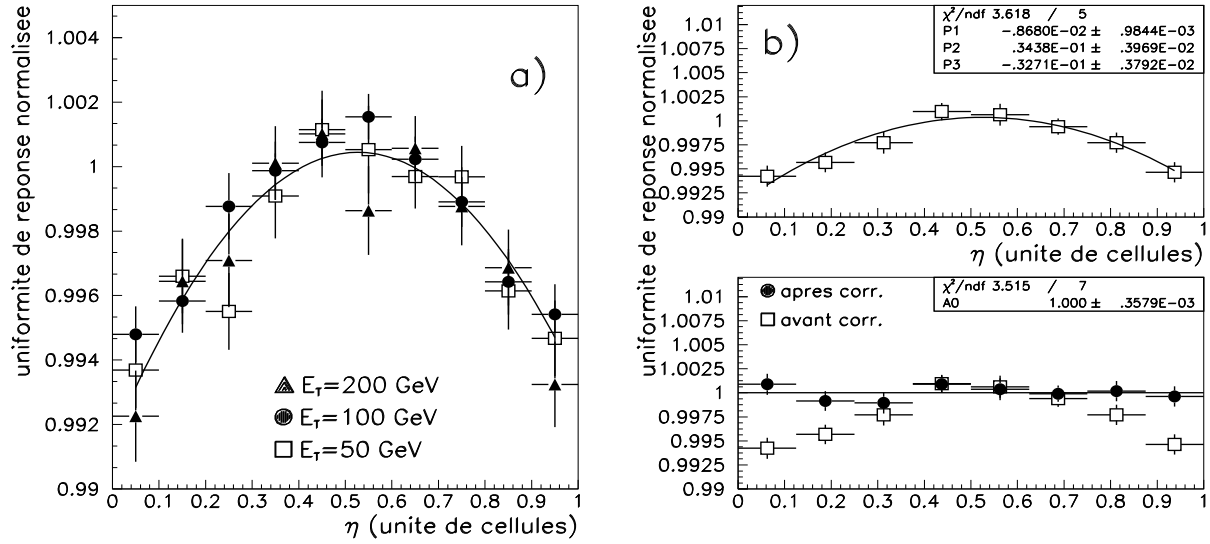 uniformite de reponse normalisee
a)
1.004
1.002
1
0.998
0.996
0.994
0.992
0.99
E_T=200 GeV
E_T=100 GeV
E_T=50 GeV
0 0.1 0.2 0.3 0.4 0.5 0.6 0.7 0.8 0.9 1
η (unite de cellules)
uniformite de reponse normalisee
b)
χ²/ndf 3.618 / 5
P1 -.8680E-02 ± .9844E-03
P2 .3438E-01 ± .3969E-02
P3 -.3271E-01 ± .3792E-02
1.01
1.0075
1.005
1.0025
1
0.9975
0.995
0.9925
0.99
0 0.1 0.2 0.3 0.4 0.5 0.6 0.7 0.8 0.9 1
η (unite de cellules)
χ²/ndf 3.515 / 7
A0 1.000 ± .3579E-03
apres corr.
avant corr.
1.01
1.0075
1.005
1.0025
1
0.9975
0.995
0.9925
0.99
0 0.1 0.2 0.3 0.4 0.5 0.6 0.7 0.8 0.9 1
η (unite de cellules)